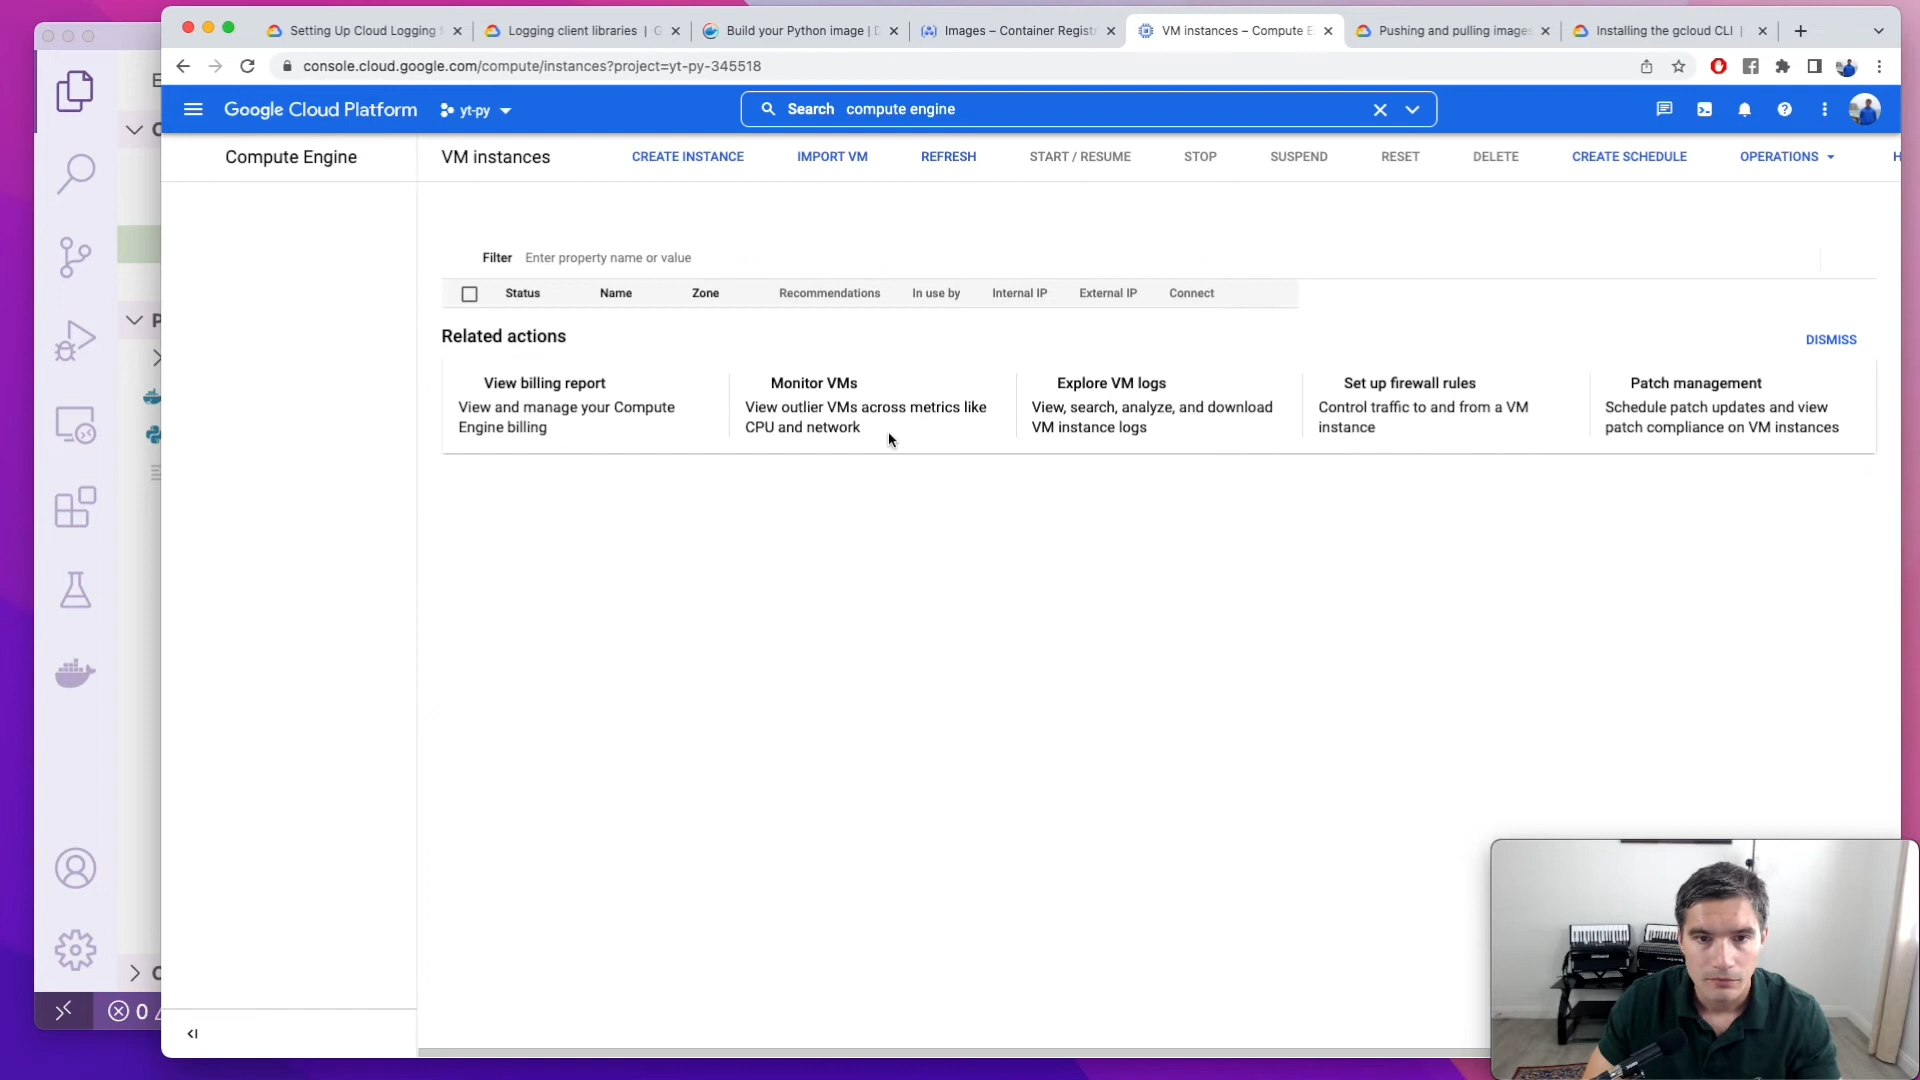 Setting Up Cloud Logging f
Logging client libraries | G
Build your Python image | D
Images – Container Registr
VM instances – Compute E
Pushing and pulling images
Installing the gcloud CLI |
console.cloud.google.com/compute/instances?project=yt-py-345518
Google Cloud Platform
yt-py
Search compute engine
Compute Engine
VM instances
CREATE INSTANCE
IMPORT VM
REFRESH
START / RESUME
STOP
SUSPEND
RESET
DELETE
CREATE SCHEDULE
OPERATIONS
H
Filter Enter property name or value
Status Name Zone Recommendations In use by Internal IP External IP Connect
Related actions
DISMISS
View billing report
View and manage your Compute
Engine billing
Monitor VMs
View outlier VMs across metrics like
CPU and network
Explore VM logs
View, search, analyze, and download
VM instance logs
Set up firewall rules
Control traffic to and from a VM
instance
Patch management
Schedule patch updates and view
patch compliance on VM instances
0